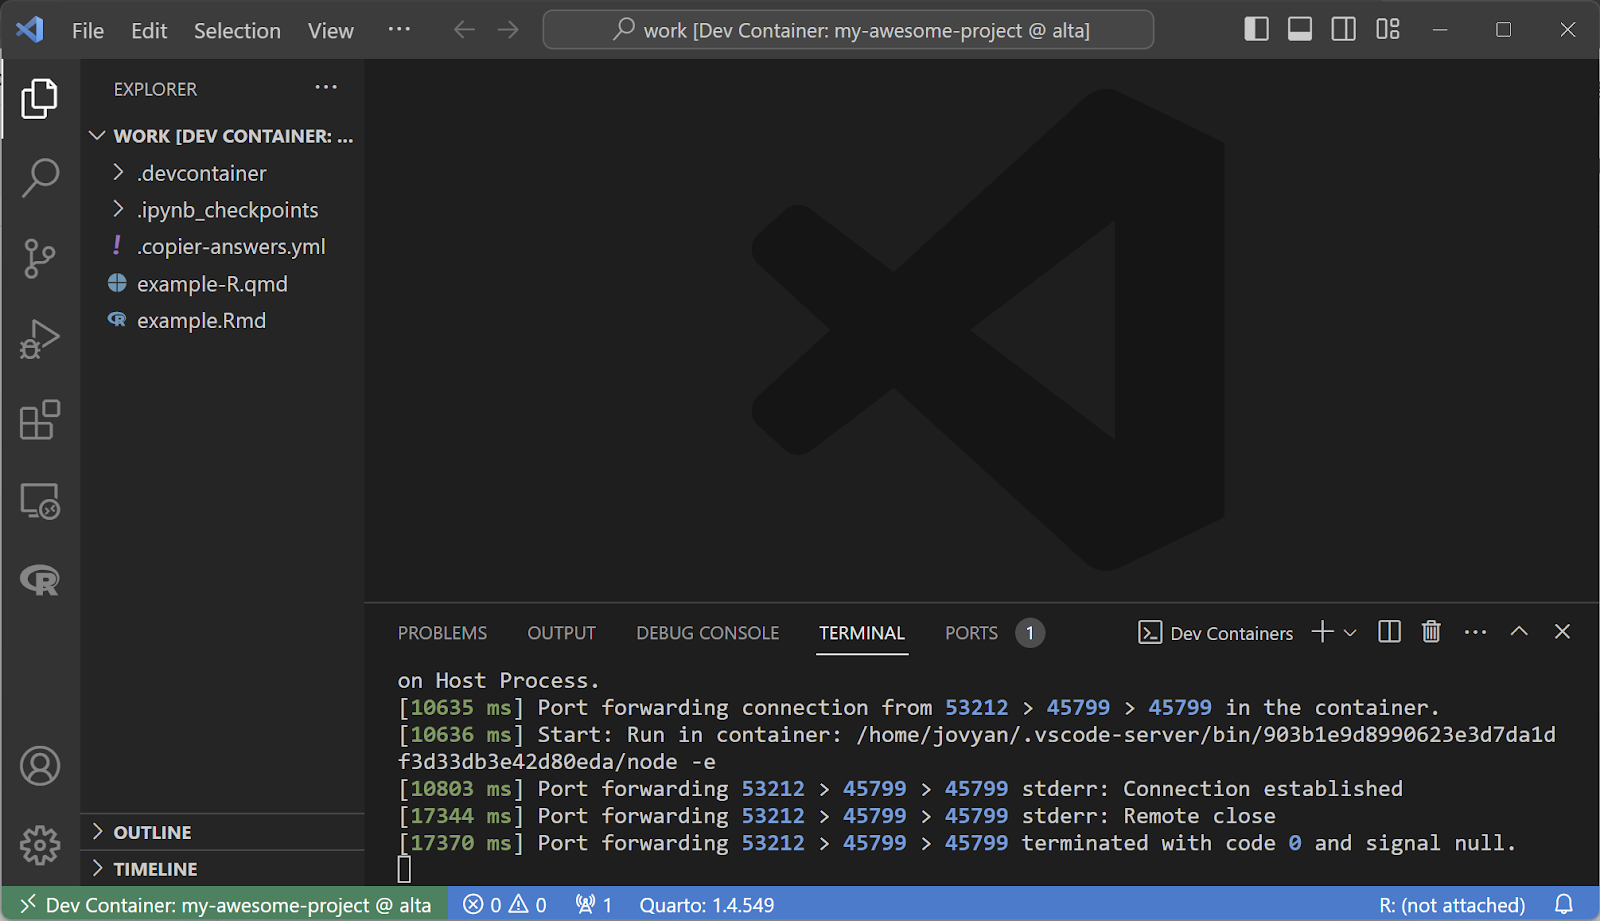 File Edit Selection View ···
work [Dev Container: my-awesome-project @ alta]
EXPLORER ···
WORK [DEV CONTAINER: ...
.devcontainer
.ipynb_checkpoints
! .copier-answers.yml
example-R.qmd
R example.Rmd
R
PROBLEMS OUTPUT DEBUG CONSOLE TERMINAL PORTS 1 Dev Containers ···
on Host Process.
[10635 ms] Port forwarding connection from 53212 > 45799 > 45799 in the container.
[10636 ms] Start: Run in container: /home/jovyan/.vscode-server/bin/903b1e9d8990623e3d7da1d
f3d33db3e42d80eda/node -e
[10803 ms] Port forwarding 53212 > 45799 > 45799 stderr: Connection established
[17344 ms] Port forwarding 53212 > 45799 > 45799 stderr: Remote close
[17370 ms] Port forwarding 53212 > 45799 > 45799 terminated with code 0 and signal null.
OUTLINE
TIMELINE
Dev Container: my-awesome-project @ alta 0 0 1 Quarto: 1.4.549 R: (not attached)